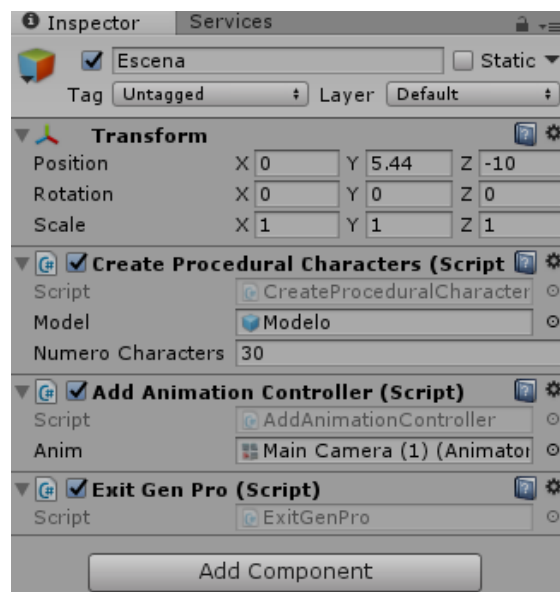 Inspector Services
Escena Static
Tag Untagged Layer Default
Transform
Position X 0 Y 5.44 Z -10
Rotation X 0 Y 0 Z 0
Scale X 1 Y 1 Z 1
Create Procedural Characters (Script
Script CreateProceduralCharacter
Model Modelo
Numero Characters 30
Add Animation Controller (Script)
Script AddAnimationController
Anim Main Camera (1) (Animator
Exit Gen Pro (Script)
Script ExitGenPro
Add Component